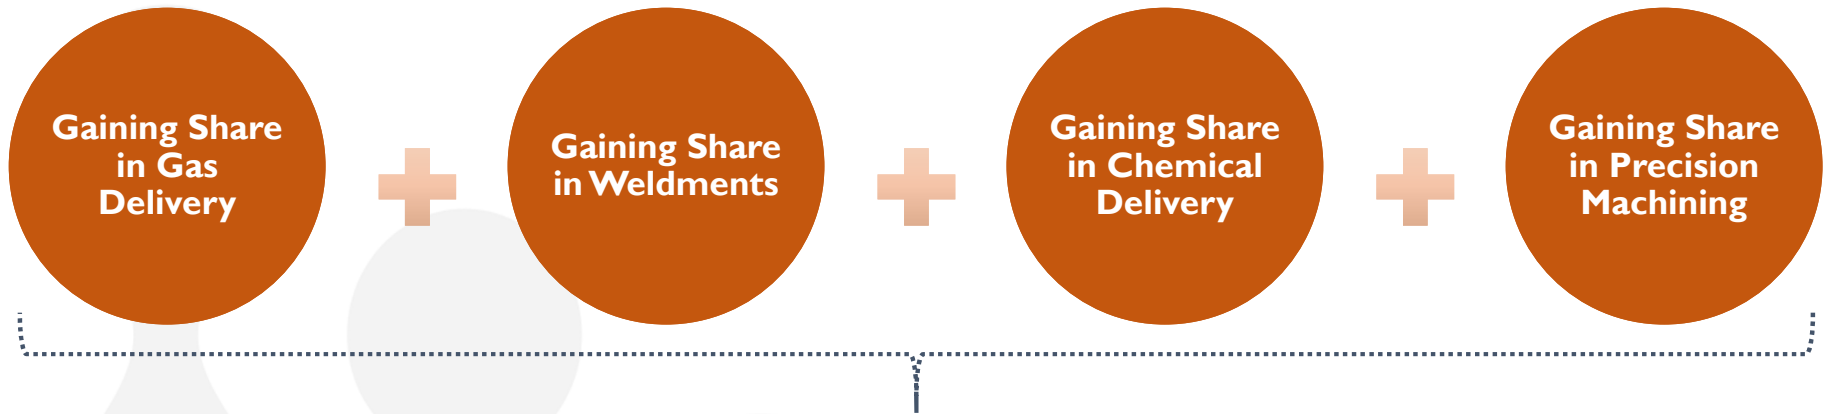 Gaining Share
in Gas
Delivery
Gaining Share
in Weldments
Gaining Share
in Chemical
Delivery
Gaining Share
in Precision
Machining